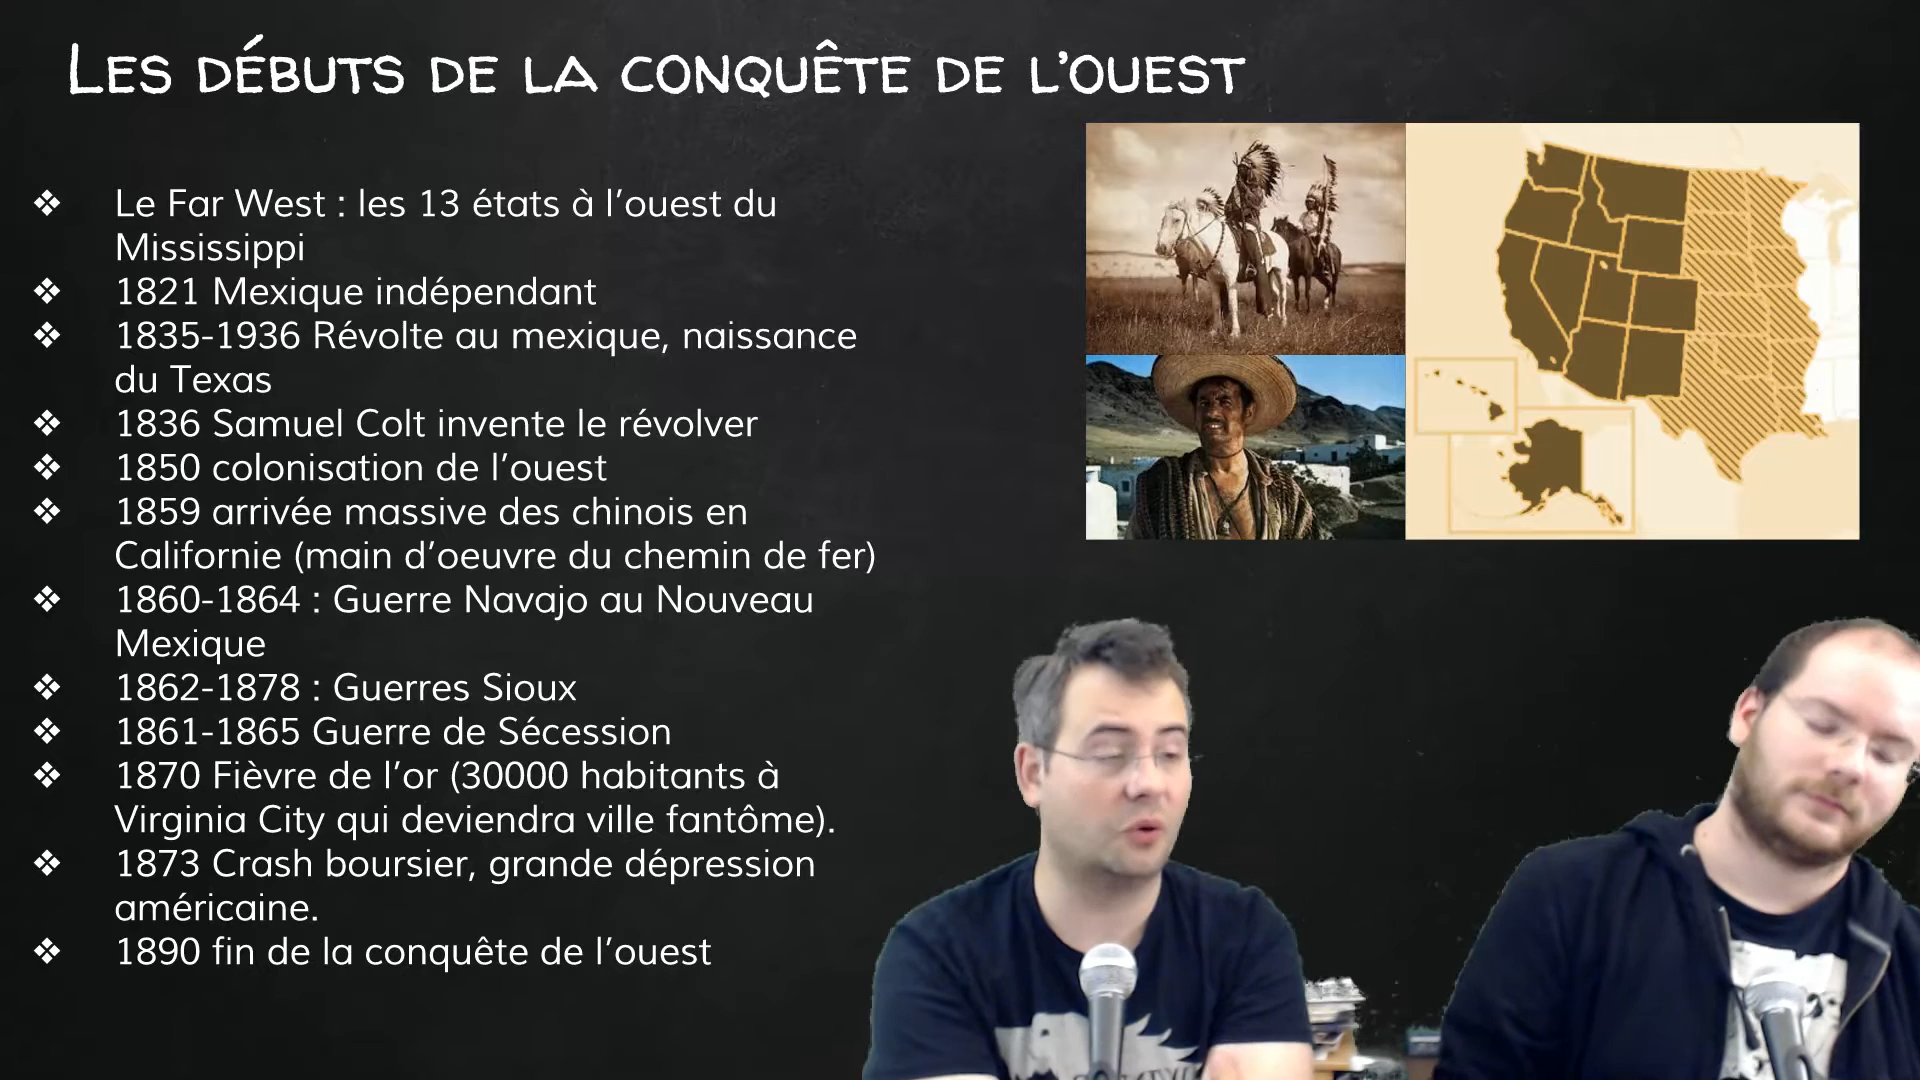 Les débuts de la conquête de l’ouest
❖ Le Far West : les 13 états à l’ouest du
Mississippi
❖ 1821 Mexique indépendant
❖ 1835-1936 Révolte au mexique, naissance
du Texas
❖ 1836 Samuel Colt invente le révolver
❖ 1850 colonisation de l’ouest
❖ 1859 arrivée massive des chinois en
Californie (main d’oeuvre du chemin de fer)
❖ 1860-1864 : Guerre Navajo au Nouveau
Mexique
❖ 1862-1878 : Guerres Sioux
❖ 1861-1865 Guerre de Sécession
❖ 1870 Fièvre de l’or (30000 habitants à
Virginia City qui deviendra ville fantôme).
❖ 1873 Crash boursier, grande dépression
américaine.
❖ 1890 fin de la conquête de l’ouest